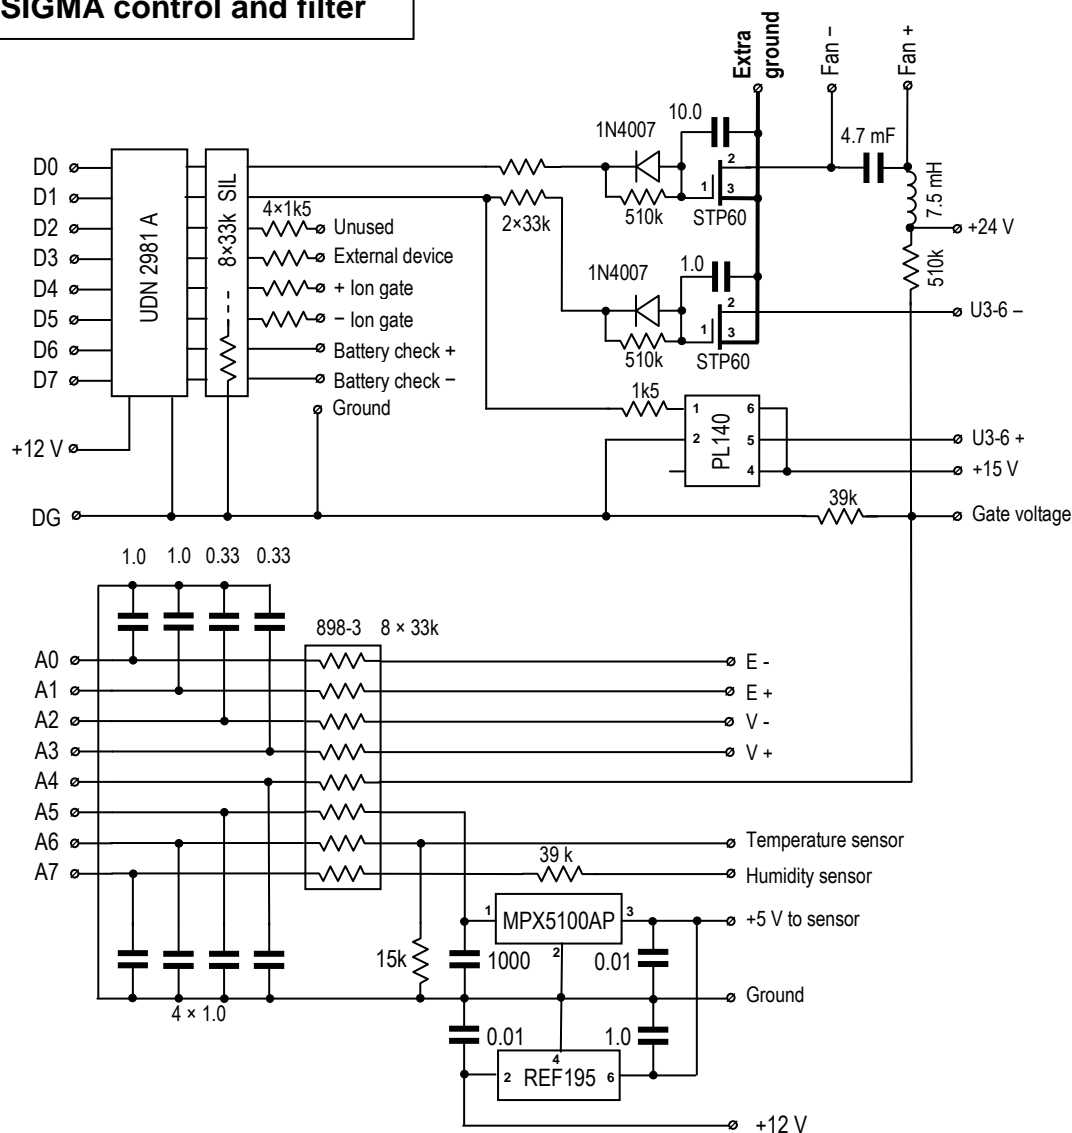 SIGMA control and filter
Extra
ground
Fan −
Fan +
10.0
1N4007
4.7 mF
D0
D1
D2
D3
D4
D5
D6
D7
UDN 2981 A
8×33k SIL
4×1k5
Unused
External device
+ Ion gate
− Ion gate
Battery check +
Battery check −
Ground
2×33k
510k
1
2
3
STP60
7.5 mH
+24 V
510k
1N4007
1.0
510k
1
2
3
STP60
U3-6 −
1k5
1
2
PL140
6
5
4
U3-6 +
+15 V
+12 V
DG
39k
Gate voltage
1.0 1.0 0.33 0.33
898-3 8 × 33k
A0
A1
A2
A3
A4
A5
A6
A7
E -
E +
V -
V +
Temperature sensor
39 k
Humidity sensor
1 MPX5100AP 3
2
+5 V to sensor
15k
1000
0.01
Ground
4 × 1.0
0.01
1.0
4
2 REF195 6
+12 V